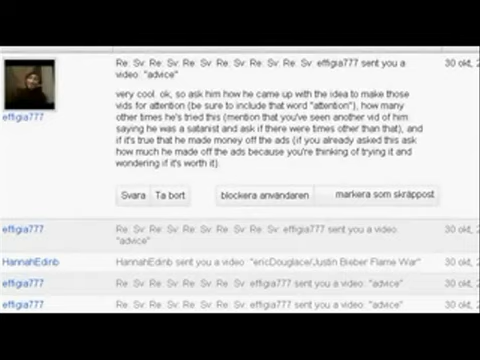 Re: Sv: Re: Sv: Re: Sv: Re: Sv: Re: Sv: effigia777 sent you a
video: "advice"
30 okt,
effigia777
very cool. ok, so ask him how he came up with the idea to make those
vids for attention (be sure to include that word "attention"), how many
other times he's tried this (mention that you've seen another vid of him
saying he was a satanist and ask if there were times other than that), and
if it's true that he made money off the ads (if you already asked this ask
how much he made off the ads because you're thinking of trying it and
wondering if it's worth it).
Svara Ta bort blockera användaren markera som skräppost
effigia777 Re: Sv: Re: Sv: Re: Sv: Re: Sv: Re: Sv: effigia777 sent you a video: 30 okt,
"advice"
HannahEdinb HannahEdinb sent you a video: "ericDouglace/Justin Bieber Flame War" 30 okt,
effigia777 Re: Sv: Re: Sv: Re: Sv: Re: Sv: effigia777 sent you a video: "advice" 30 okt,
effigia777 Re: Sv: Re: Sv: Re: Sv: effigia777 sent you a video: "advice" 30 okt,